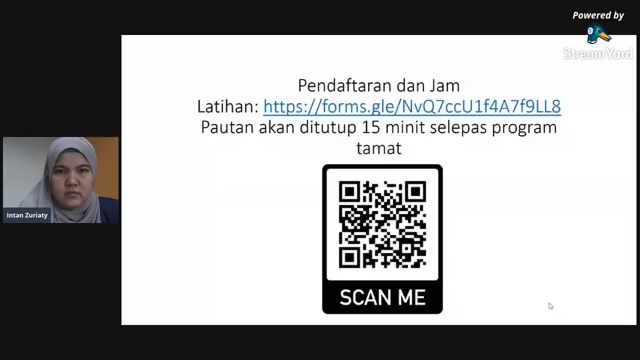 Powered by
StreamYard
Pendaftaran dan Jam
Latihan: https://forms.gle/NvQ7ccU1f4A7f9LL8
Pautan akan ditutup 15 minit selepas program
tamat
Intan Zuriaty
SCAN ME